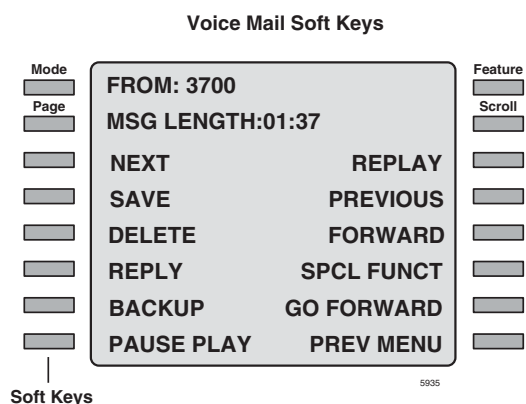 Voice Mail Soft Keys
Mode
Feature
FROM: 3700
Page
Scroll
MSG LENGTH:01:37
NEXT REPLAY
SAVE PREVIOUS
DELETE FORWARD
REPLY SPCL FUNCT
BACKUP GO FORWARD
PAUSE PLAY PREV MENU
5935
Soft Keys